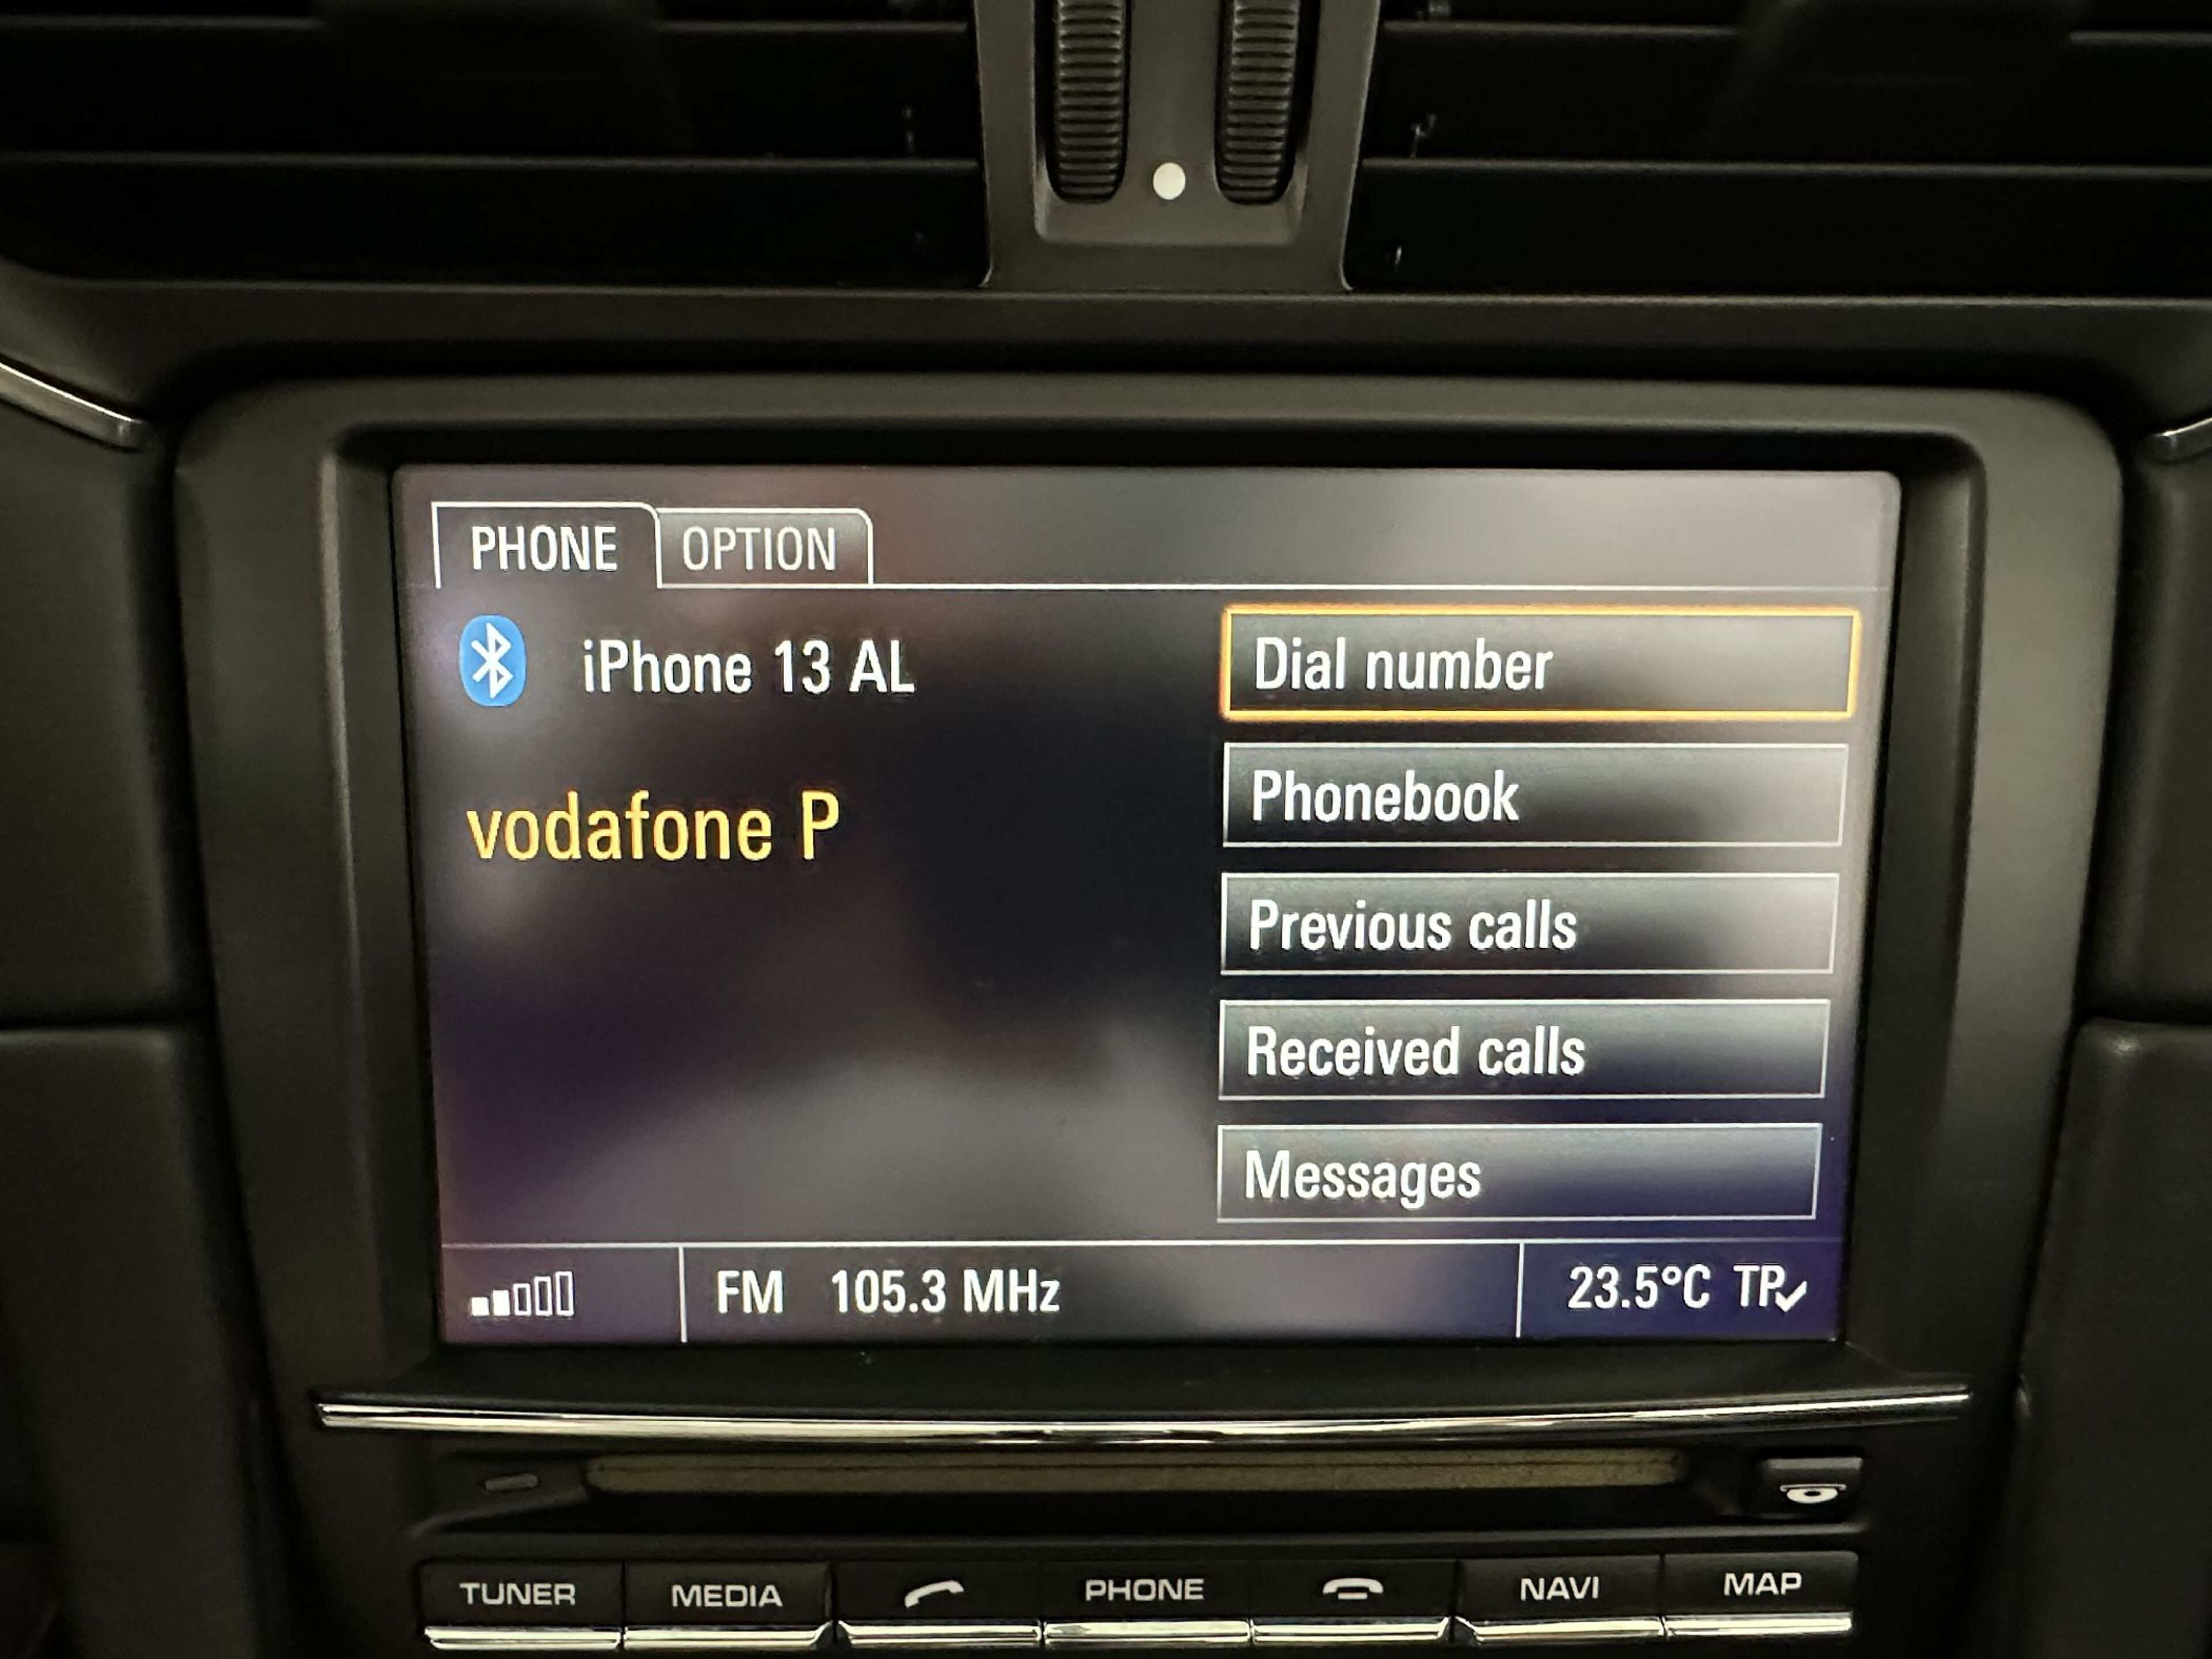 PHONE OPTION
iPhone 13 AL
vodafone P
Dial number
Phonebook
Previous calls
Received calls
Messages
FM 105.3 MHz
23.5°C TP
TUNER MEDIA PHONE NAVI MAP